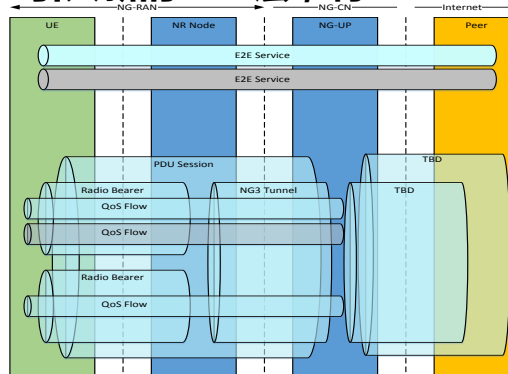 NG-RAN NG-CN Internet
UE NR Node NG-UP Peer
E2E Service
E2E Service
PDU Session TBD
Radio Bearer NG3 Tunnel TBD
QoS Flow
QoS Flow
Radio Bearer
QoS Flow